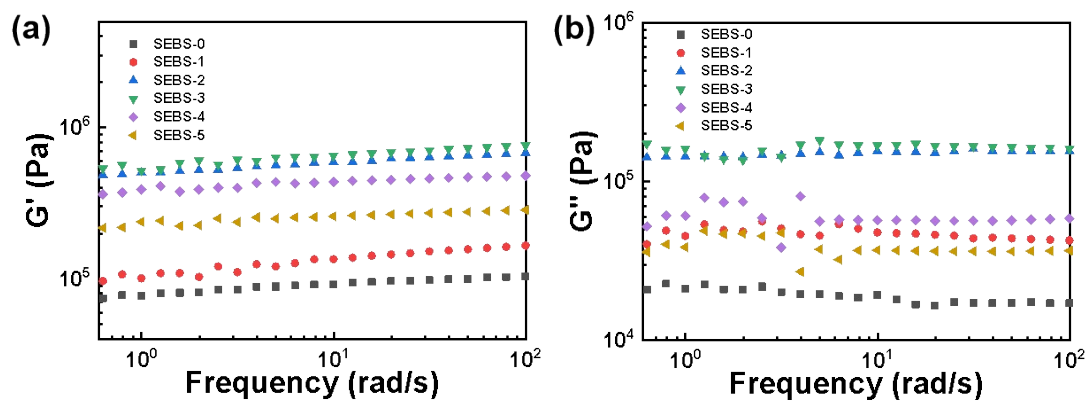 (a)
SEBS-0
SEBS-1
SEBS-2
SEBS-3
SEBS-4
SEBS-5
G' (Pa)
10⁶
10⁵
10⁰
10¹
10²
Frequency (rad/s)
(b)
SEBS-0
SEBS-1
SEBS-2
SEBS-3
SEBS-4
SEBS-5
G'' (Pa)
10⁶
10⁵
10⁴
10⁰
10¹
10²
Frequency (rad/s)